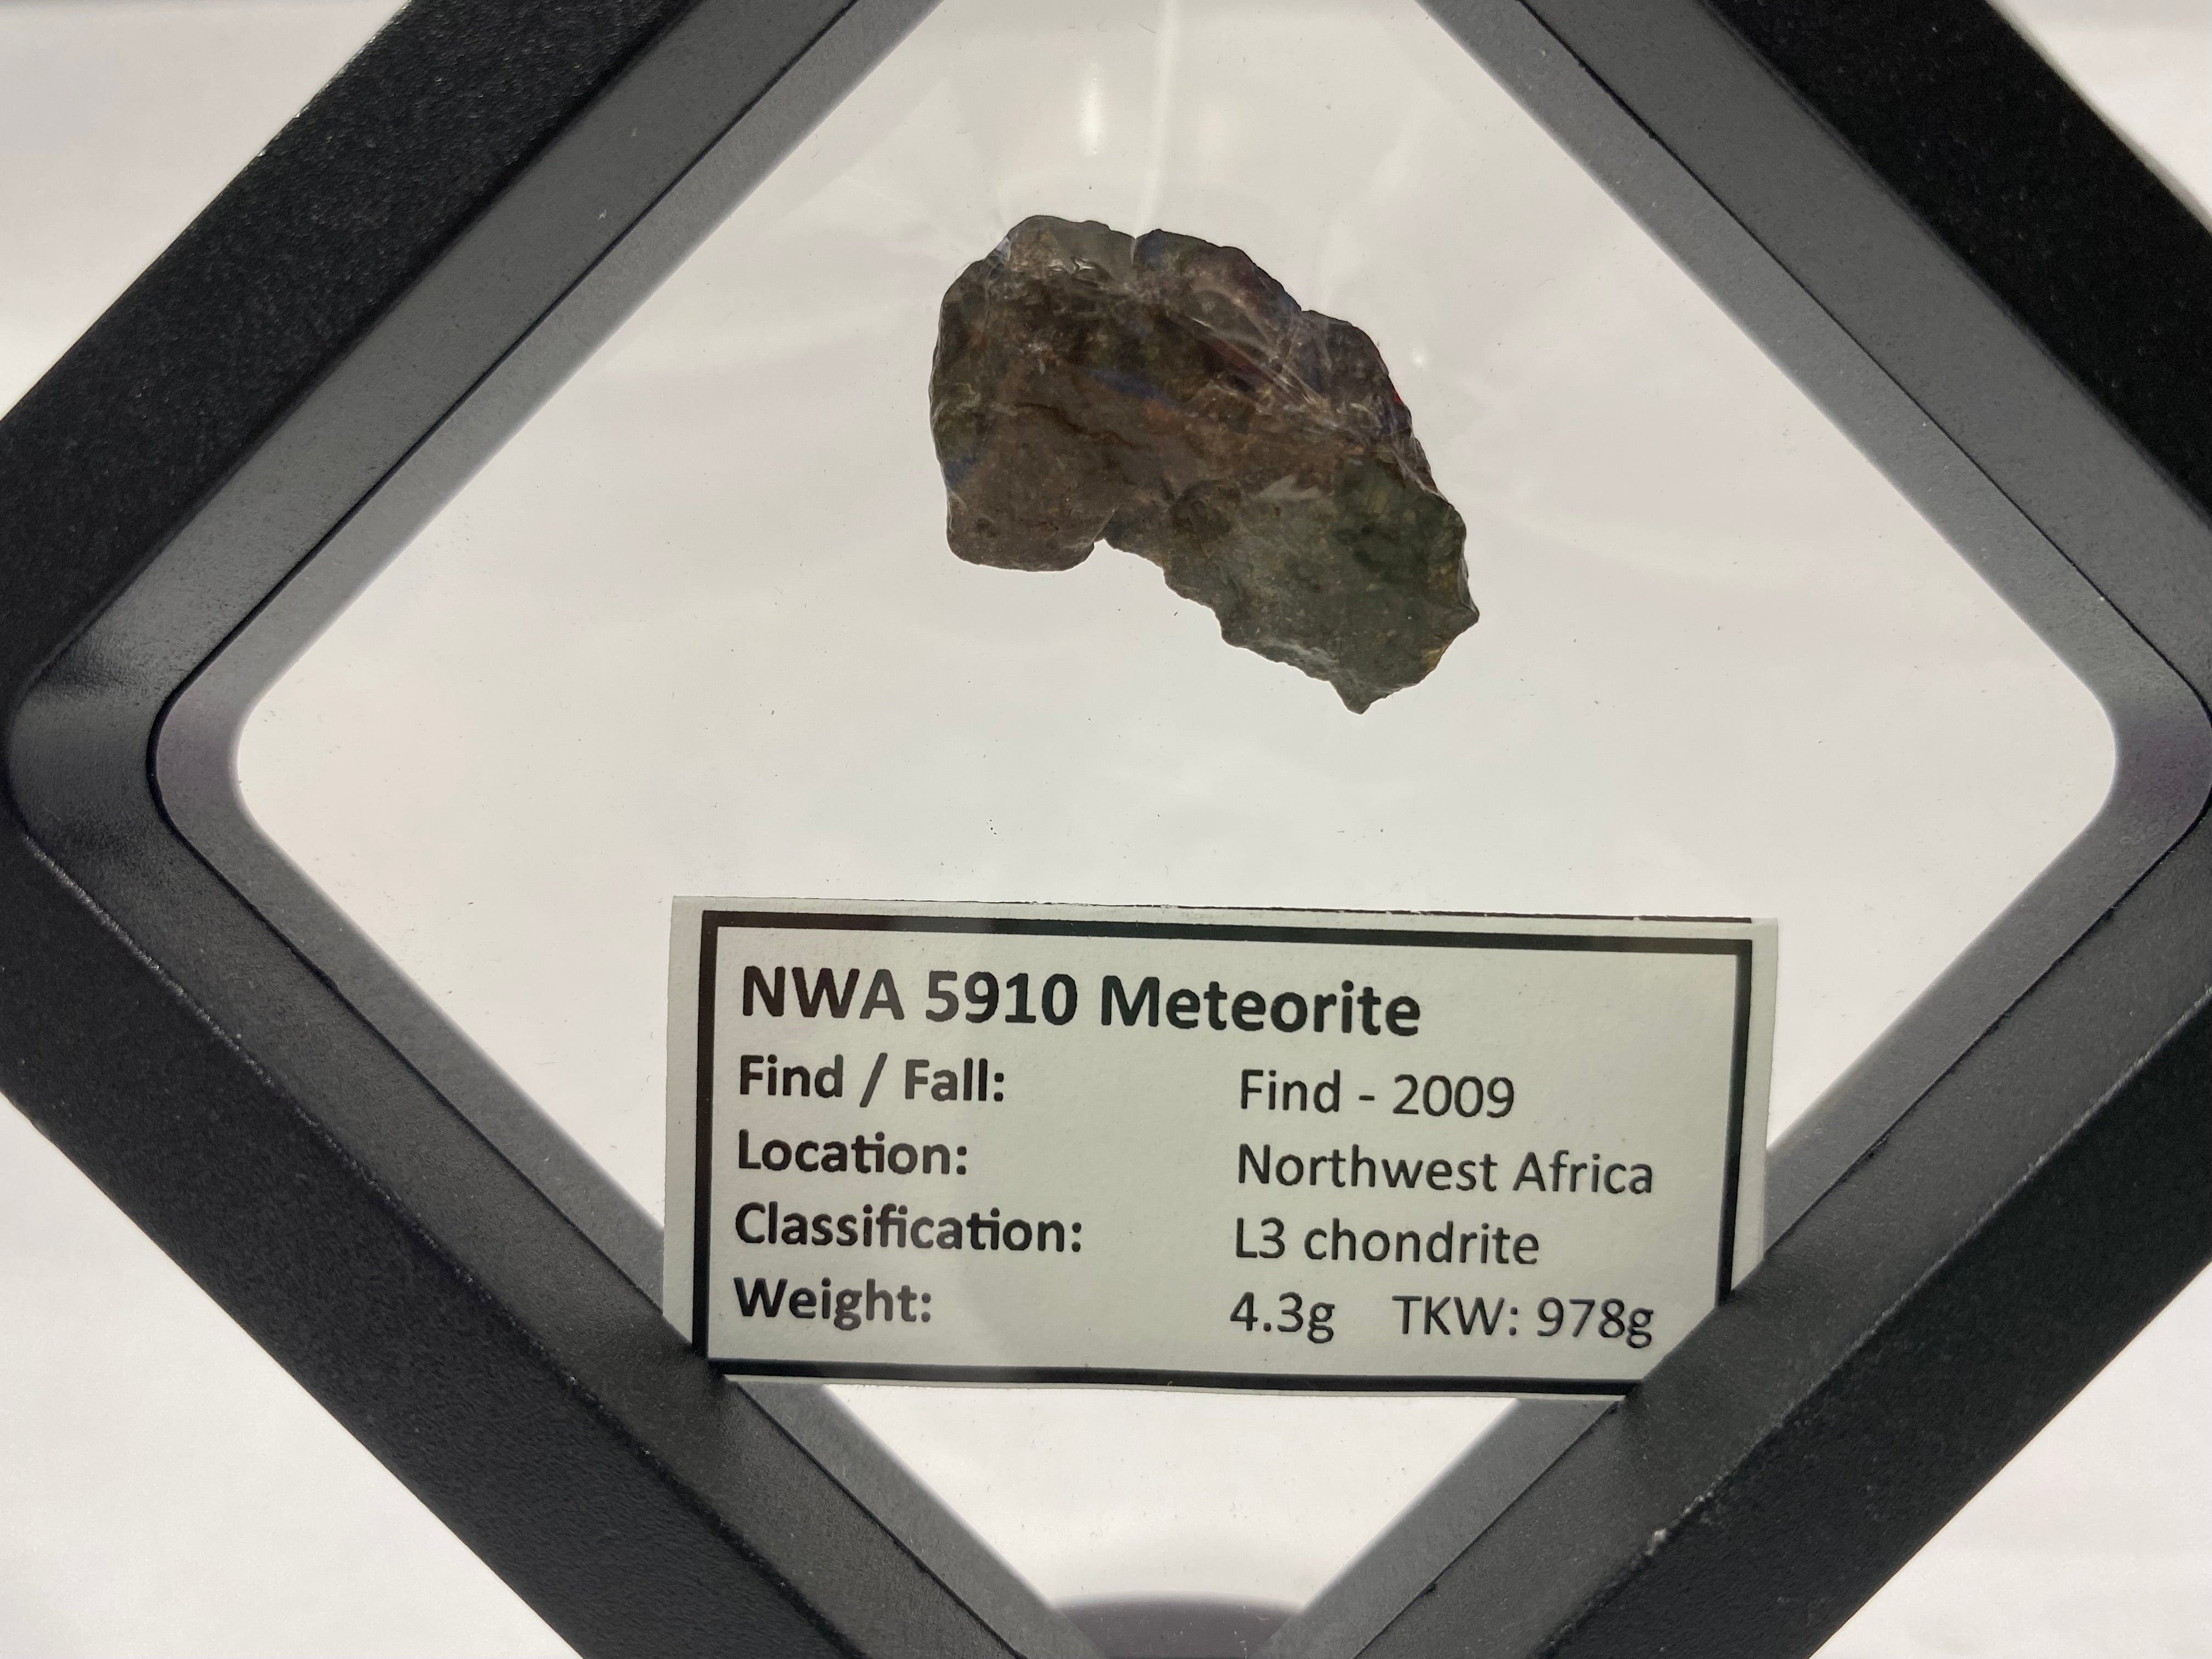 NWA 5910 Meteorite
Find / Fall: Find - 2009
Location: Northwest Africa
Classification: L3 chondrite
Weight: 4.3g TKW: 978g